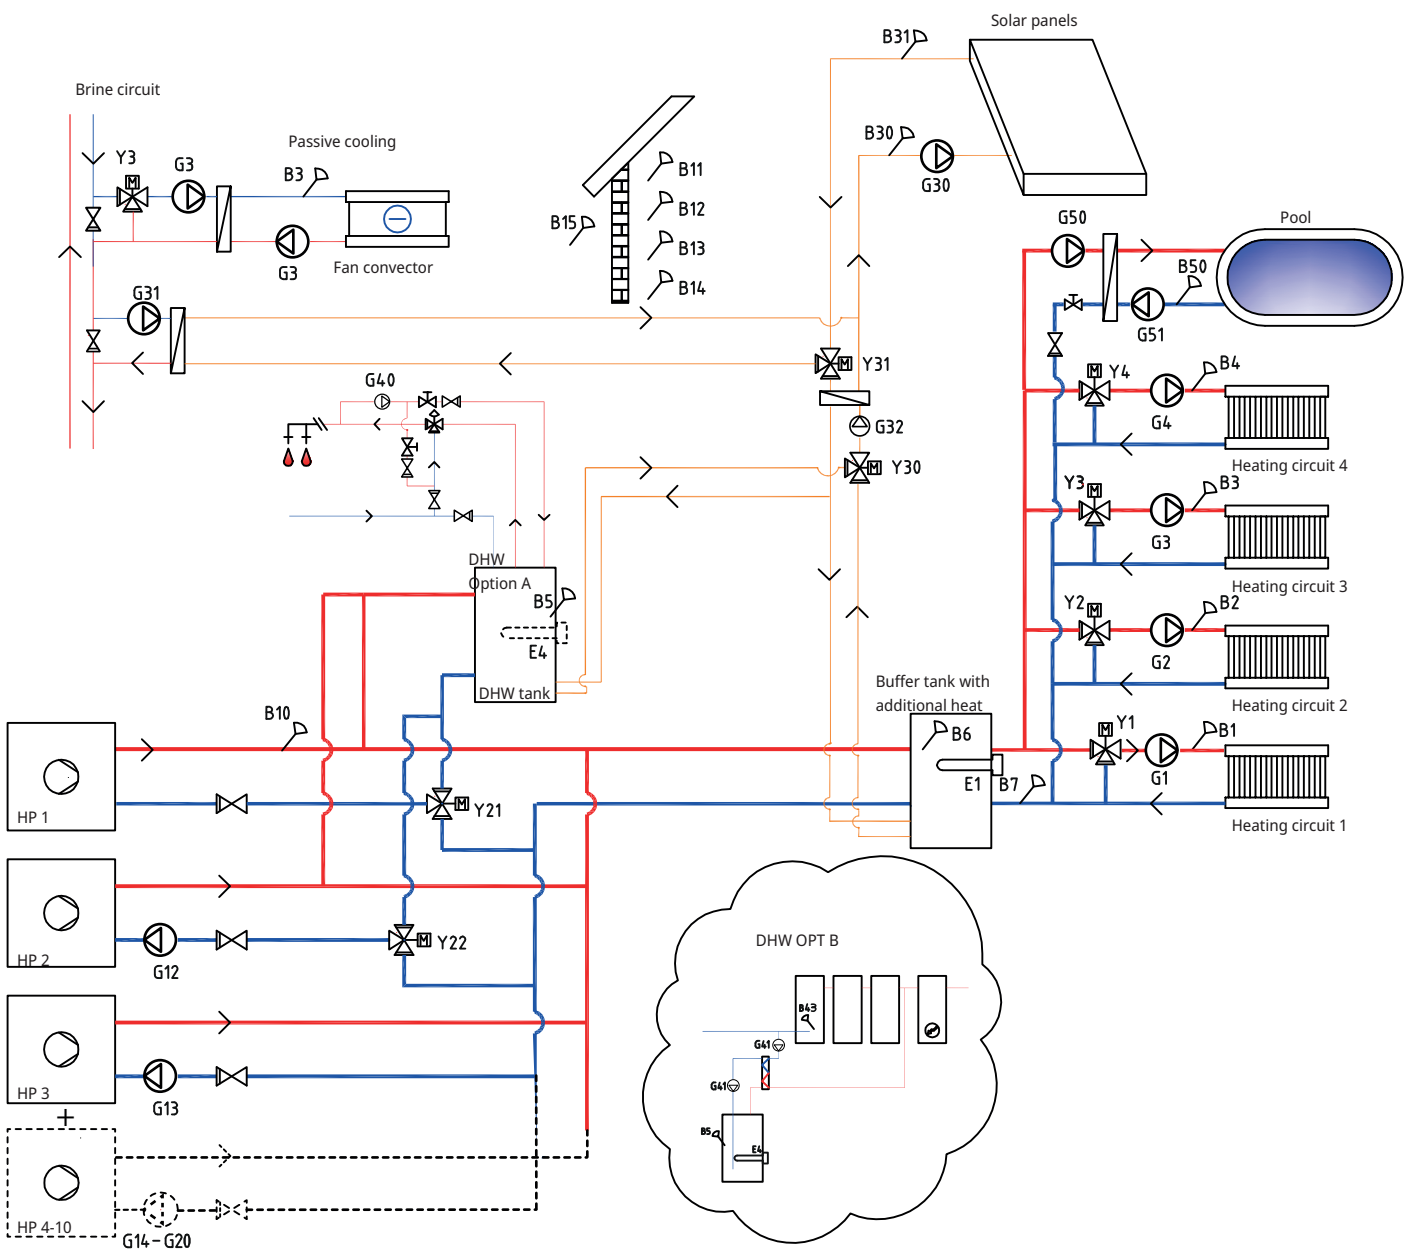 Solar panels
B31
Brine circuit
Passive cooling
B30
G30
Y3
G3
B3
B11
B12
B15
B13
B14
G3
Fan convector
G50
Pool
B50
G51
G31
Y31
G40
G32
Y30
Y4
B4
G4
Heating circuit 4
Y3
B3
G3
Heating circuit 3
DHW
Option A
B5
E4
DHW tank
Y2
B2
G2
Heating circuit 2
Buffer tank with
additional heat
B6
E1
B7
Y1
B1
G1
Heating circuit 1
B10
HP 1
M
Y21
HP 2
G12
M
Y22
HP 3
G13
+
HP 4-10
G14-G20
DHW OPT B
B43
G41
G41
B5
E4
M
M
M
M
M
M
M